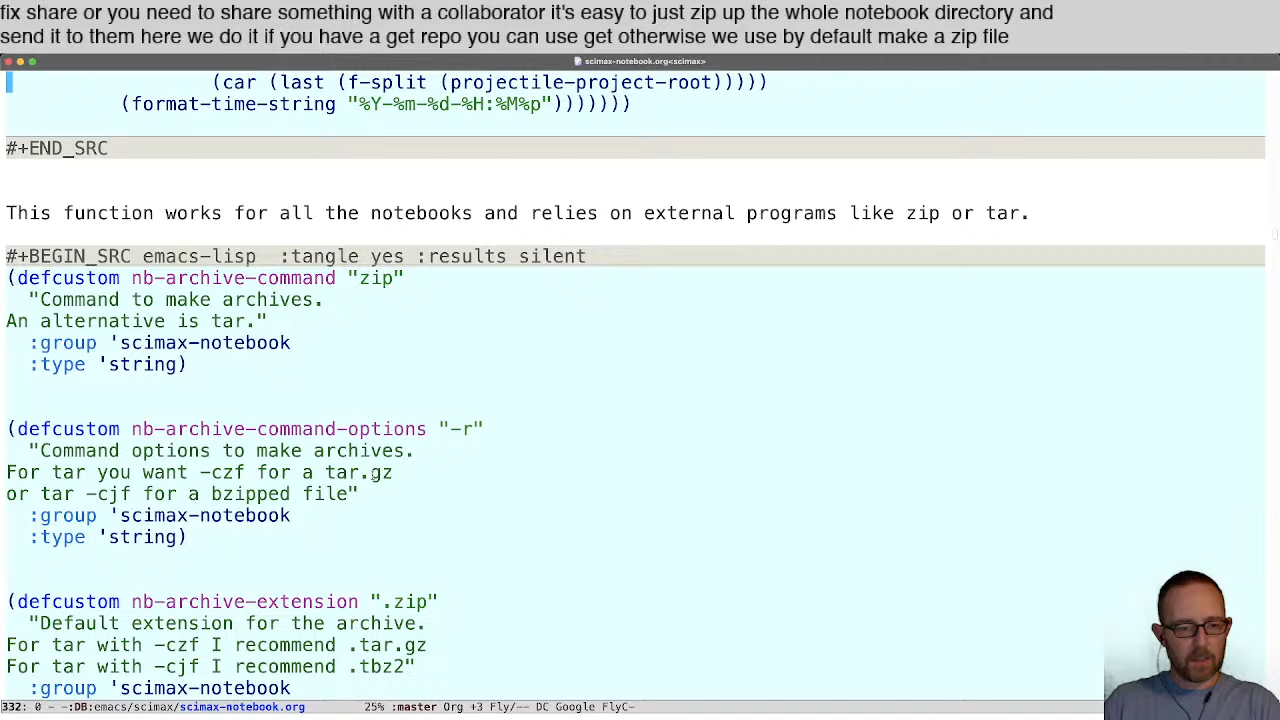 fix share or you need to share something with a collaborator it's easy to just zip up the whole notebook directory and
send it to them here we do it if you have a get repo you can use get otherwise we use by default make a zip file
scimax-notebook.org<scimax>
(car (last (f-split (projectile-project-root)))))
(format-time-string "%Y-%m-%d-%H:%M%p")))))))
#+END_SRC
This function works for all the notebooks and relies on external programs like zip or tar.
#+BEGIN_SRC emacs-lisp  :tangle yes :results silent
(defcustom nb-archive-command "zip"
"Command to make archives.
An alternative is tar."
:group 'scimax-notebook
:type 'string)
(defcustom nb-archive-command-options "-r"
"Command options to make archives.
For tar you want -czf for a tar.gz
or tar -cjf for a bzipped file"
:group 'scimax-notebook
:type 'string)
(defcustom nb-archive-extension ".zip"
"Default extension for the archive.
For tar with -czf I recommend .tar.gz
For tar with -cjf I recommend .tbz2"
:group 'scimax-notebook
332: 0 - -:DB:emacs/scimax/scimax-notebook.org 25% :master Org +3 Fly/-- DC Google FlyC-